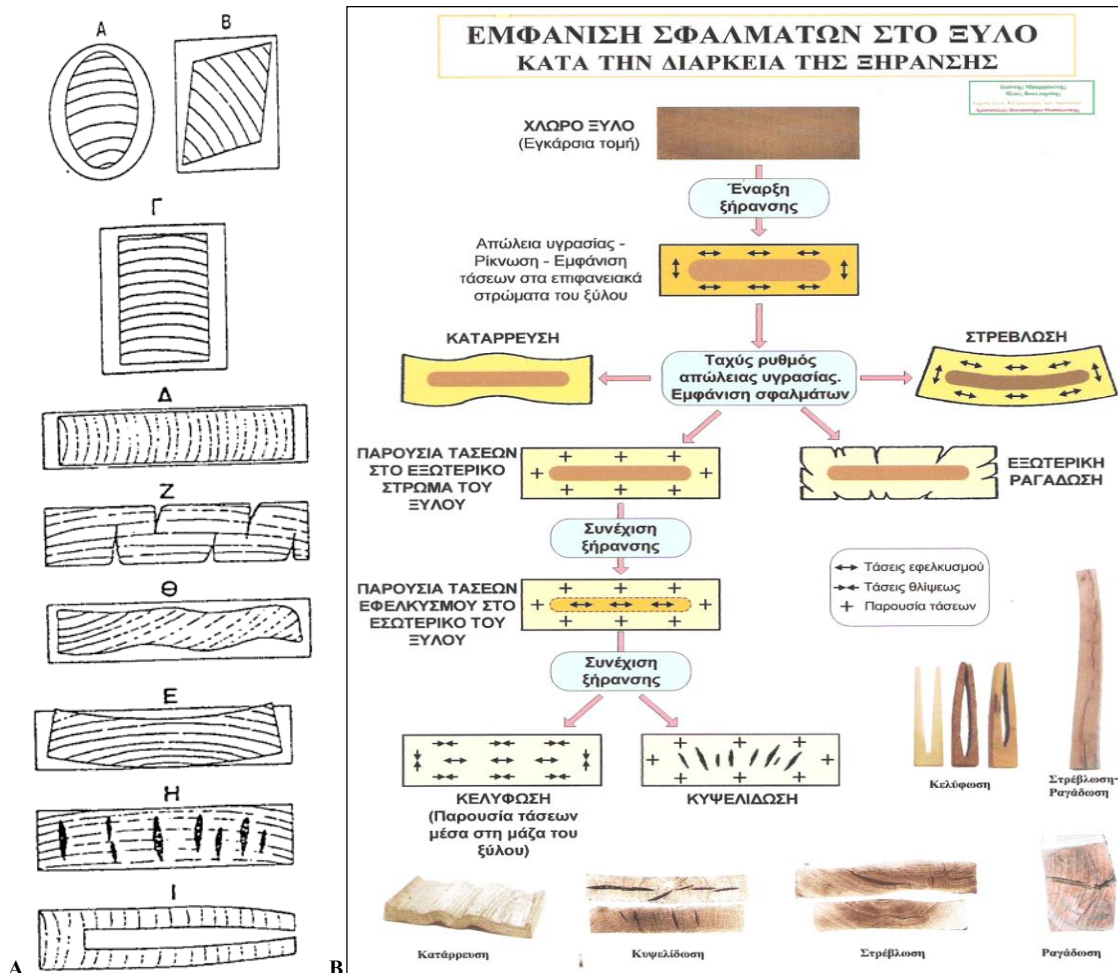 Α
Β
Γ
Δ
Ζ
Θ
Ε
Η
Ι
Α
ΕΜΦΑΝΙΣΗ ΣΦΑΛΜΑΤΩΝ ΣΤΟ ΞΥΛΟ
ΚΑΤΑ ΤΗΝ ΔΙΑΡΚΕΙΑ ΤΗΣ ΞΗΡΑΝΣΗΣ
ΧΛΩΡΟ ΞΥΛΟ
(Εγκάρσια τομή)
Έναρξη
ξήρανσης
Απώλεια υγρασίας -
Ρίκνωση - Εμφάνιση
τάσεων στα επιφανειακά
στρώματα του ξύλου
ΚΑΤΑΡΡΕΥΣΗ
Ταχύς ρυθμός
απώλειας υγρασίας.
Εμφάνιση σφαλμάτων
ΣΤΡΕΒΛΩΣΗ
ΠΑΡΟΥΣΙΑ ΤΑΣΕΩΝ
ΣΤΟ ΕΞΩΤΕΡΙΚΟ
ΣΤΡΩΜΑ ΤΟΥ
ΞΥΛΟΥ
ΕΞΩΤΕΡΙΚΗ
ΡΑΓΑΔΩΣΗ
Συνέχιση
ξήρανσης
Τάσεις εφελκυσμού
Τάσεις θλίψεως
Παρουσία τάσεων
ΠΑΡΟΥΣΙΑ ΤΑΣΕΩΝ
ΕΦΕΛΚΥΣΜΟΥ ΣΤΟ
ΕΣΩΤΕΡΙΚΟ ΤΟΥ
ΞΥΛΟΥ
Συνέχιση
ξήρανσης
ΚΕΛΥΦΩΣΗ
(Παρουσία τάσεων
μέσα στη μάζα του
ξύλου)
ΚΥΨΕΛΙΔΩΣΗ
Κελύφωση
Στρέβλωση-
Ραγάδωση
Κατάρρευση
Κυψελίδωση
Στρέβλωση
Ραγάδωση
Β